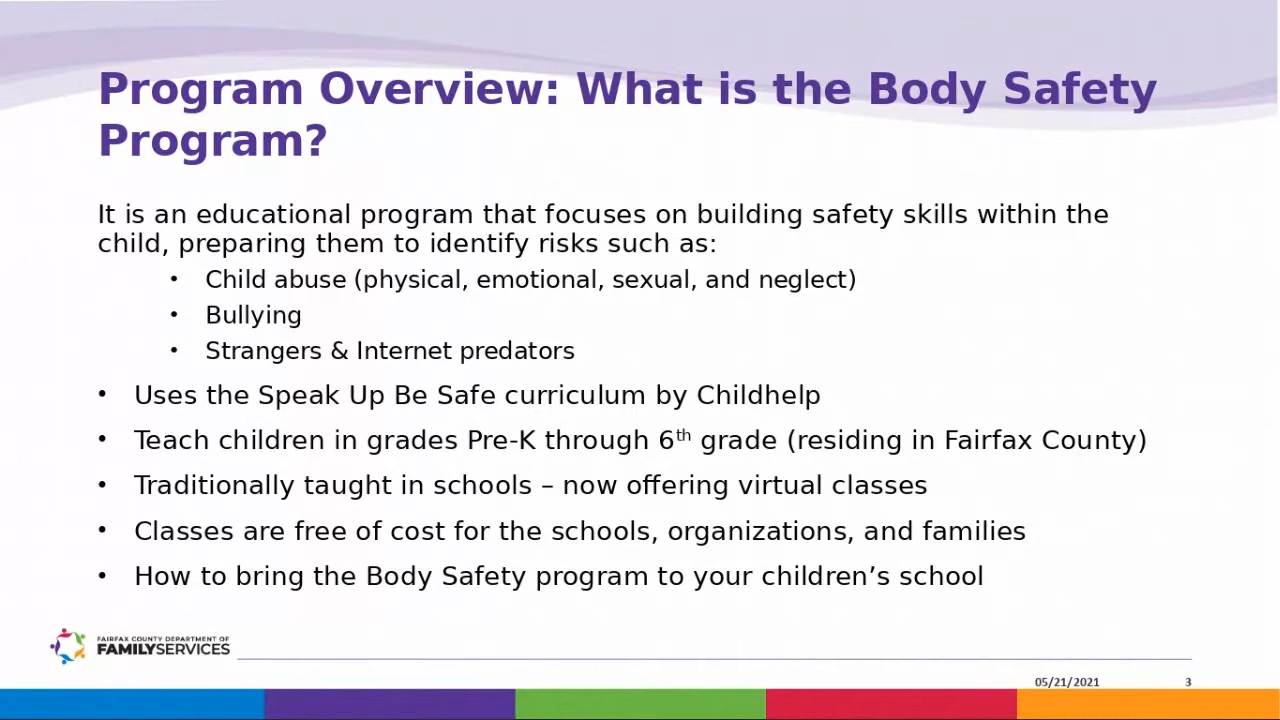 Program Overview: What is the Body Safety
Program?
It is an educational program that focuses on building safety skills within the
child, preparing them to identify risks such as:
• Child abuse (physical, emotional, sexual, and neglect)
• Bullying
• Strangers & Internet predators
• Uses the Speak Up Be Safe curriculum by Childhelp
• Teach children in grades Pre-K through 6th grade (residing in Fairfax County)
• Traditionally taught in schools – now offering virtual classes
• Classes are free of cost for the schools, organizations, and families
• How to bring the Body Safety program to your children’s school
FAIRFAX COUNTY DEPARTMENT OF
FAMILYSERVICES
05/21/2021 3